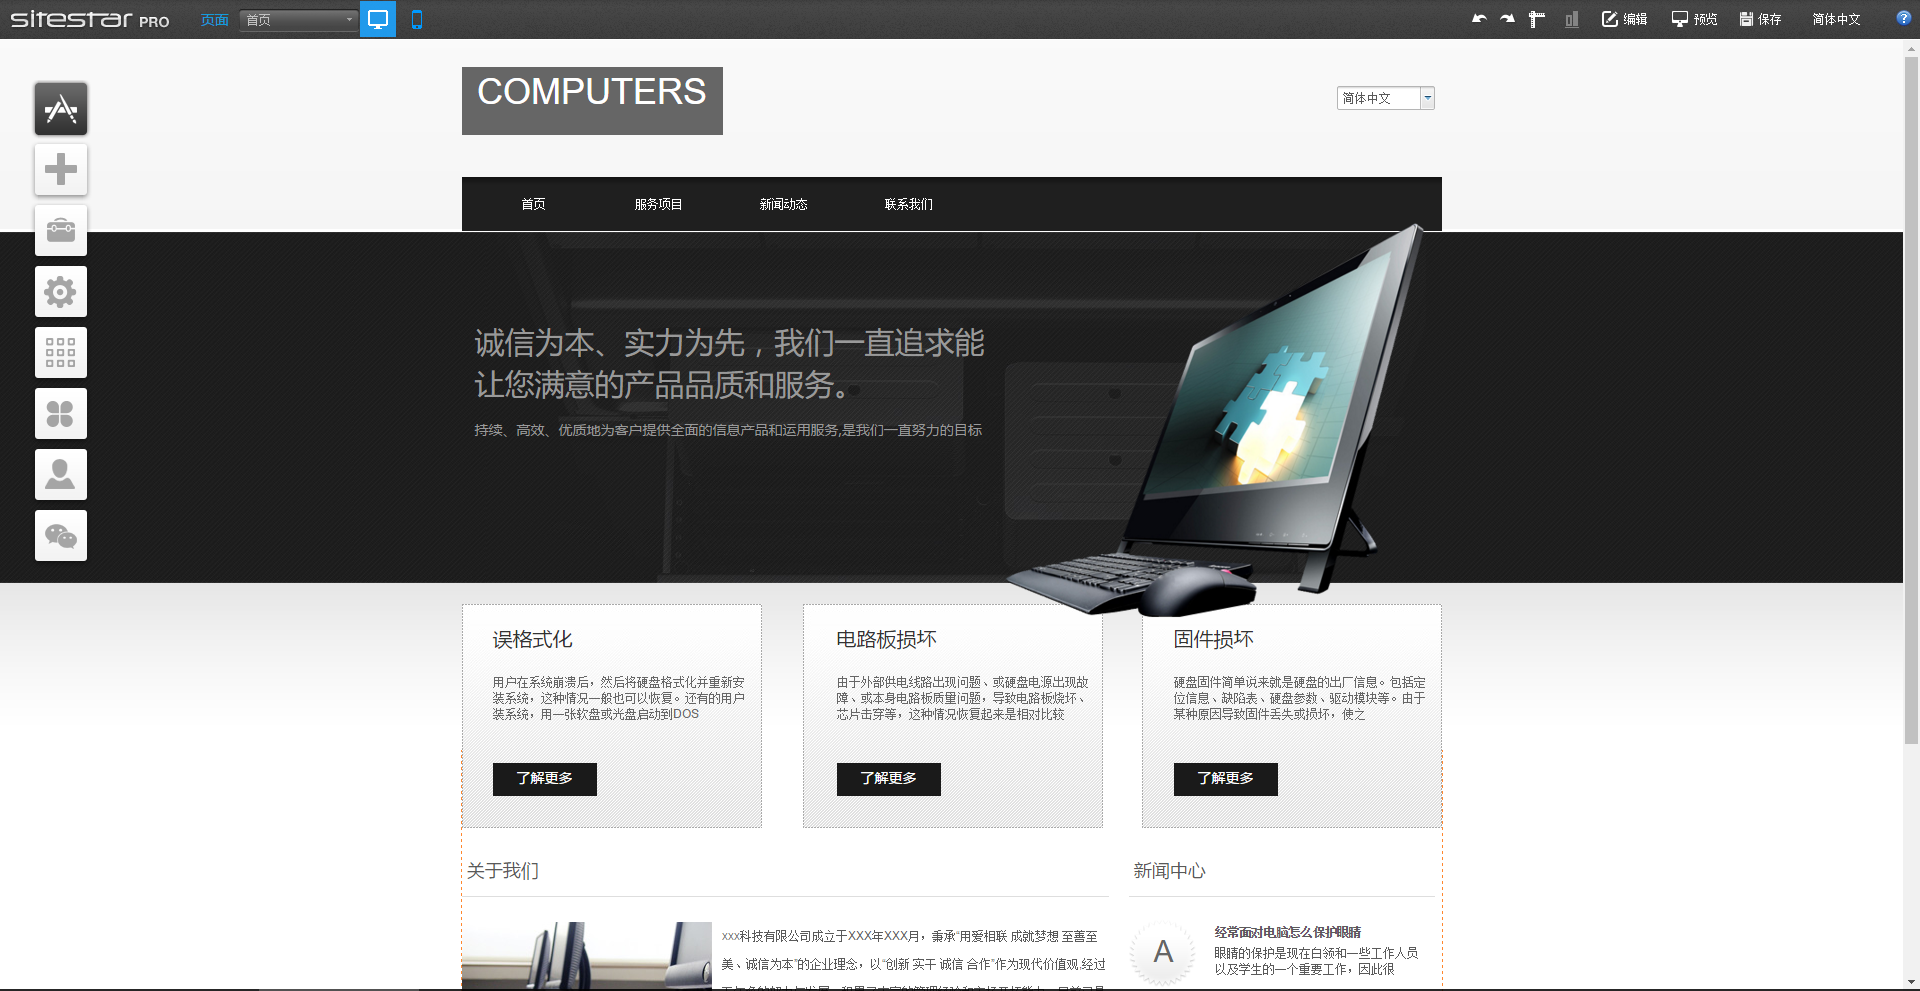 sitestar PRO 页面 首页 编辑 预览 保存 简体中文 ?
COMPUTERS
简体中文
首页 服务项目 新闻动态 联系我们
诚信为本、实力为先，我们一直追求能
让您满意的产品品质和服务。
持续、高效、优质地为客户提供全面的信息产品和运用服务,是我们一直努力的目标
误格式化
用户在系统崩溃后，然后将硬盘格式化并重新安
装系统，这种情况一般也可以恢复。还有的用户
装系统，用一张软盘或光盘启动到DOS
了解更多
电路板损坏
由于外部供电线路出现问题、或硬盘电源出现故
障、或本身电路板质量问题，导致电路板烧坏、
芯片击穿等，这种情况恢复起来是相对比较
了解更多
固件损坏
硬盘固件简单说来就是硬盘的出厂信息。包括定
位信息、缺陷表、硬盘参数、驱动模块等。由于
某种原因导致固件丢失或损坏，使之
了解更多
关于我们
xxx科技有限公司成立于XXX年XXX月，秉承“用爱相联 成就梦想 至善至
美、诚信为本”的企业理念，以“创新 实干 诚信 合作”作为现代价值观,经过
新闻中心
A
经常面对电脑怎么保护眼睛
眼睛的保护是现在白领和一些工作人员
以及学生的一个重要工作，因此很